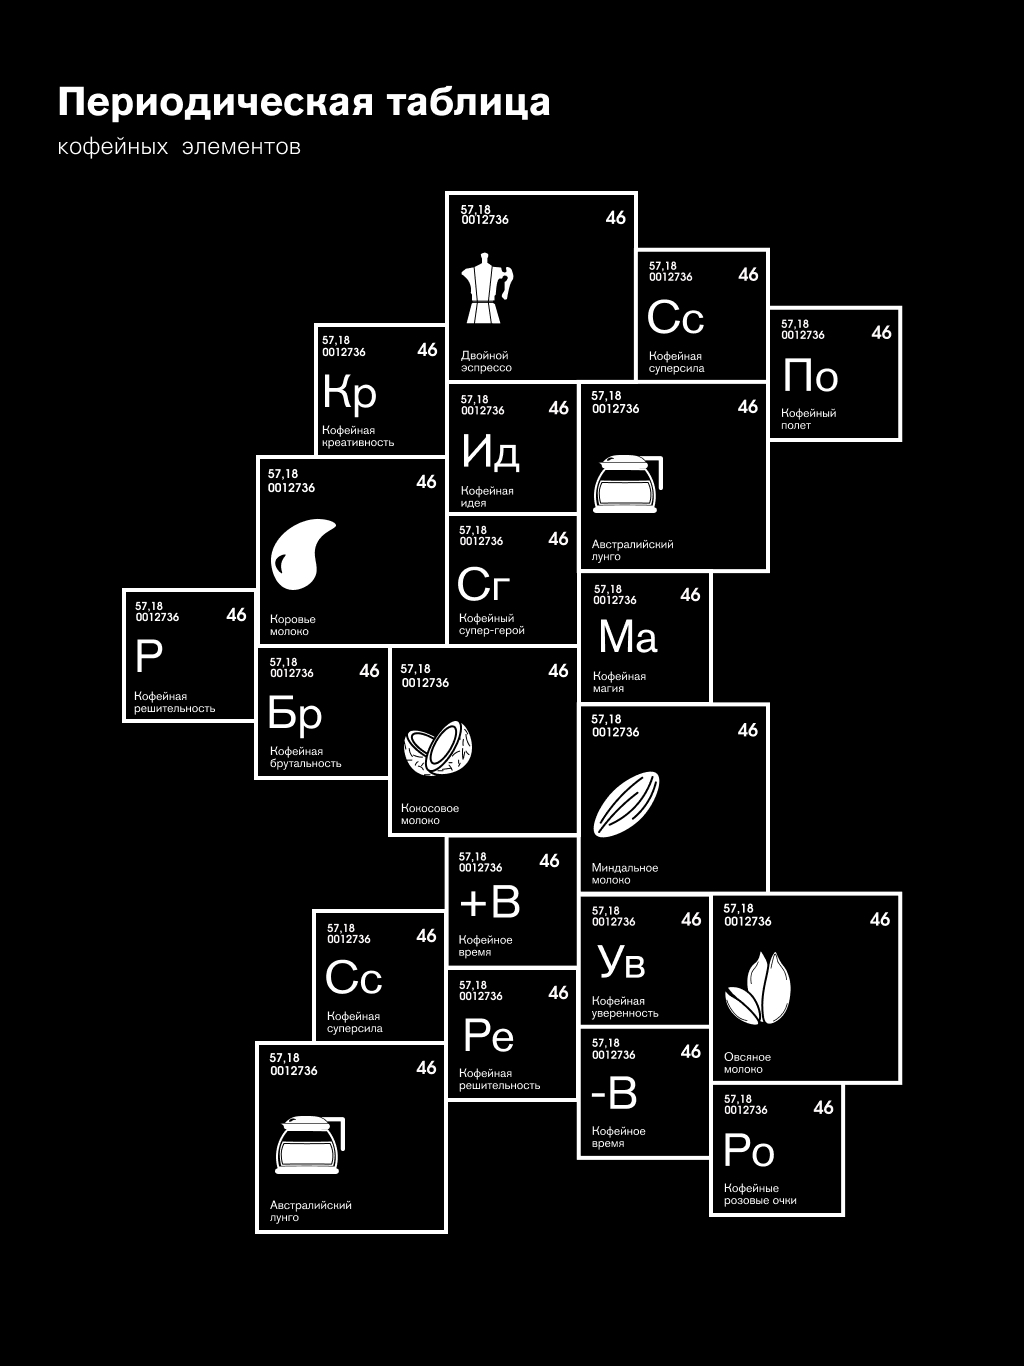 Периодическая таблица
кофейных элементов
57,18
0012736
46
Двойной
эспрессо
57,18
0012736
46
Сс
Кофейная
суперсила
57,18
0012736
46
По
Кофейный
полет
57,18
0012736
46
Кр
Кофейная
креативность
57,18
0012736
46
Ид
Кофейная
идея
57,18
0012736
46
Австралийский
лунго
57,18
0012736
46
Коровье
молоко
57,18
0012736
46
Сг
Кофейный
супер-герой
57,18
0012736
46
Ма
Кофейная
магия
57,18
0012736
46
Р
Кофейная
решительность
57,18
0012736
46
Бр
Кофейная
брутальность
57,18
0012736
46
Кокосовое
молоко
57,18
0012736
46
Миндальное
молоко
57,18
0012736
46
+В
Кофейное
время
57,18
0012736
46
Сс
Кофейная
суперсила
57,18
0012736
46
Ув
Кофейная
уверенность
57,18
0012736
46
Овсяное
молоко
57,18
0012736
46
Ре
Кофейная
решительность
57,18
0012736
46
-В
Кофейное
время
57,18
0012736
46
Австралийский
лунго
57,18
0012736
46
Ро
Кофейные
розовые очки